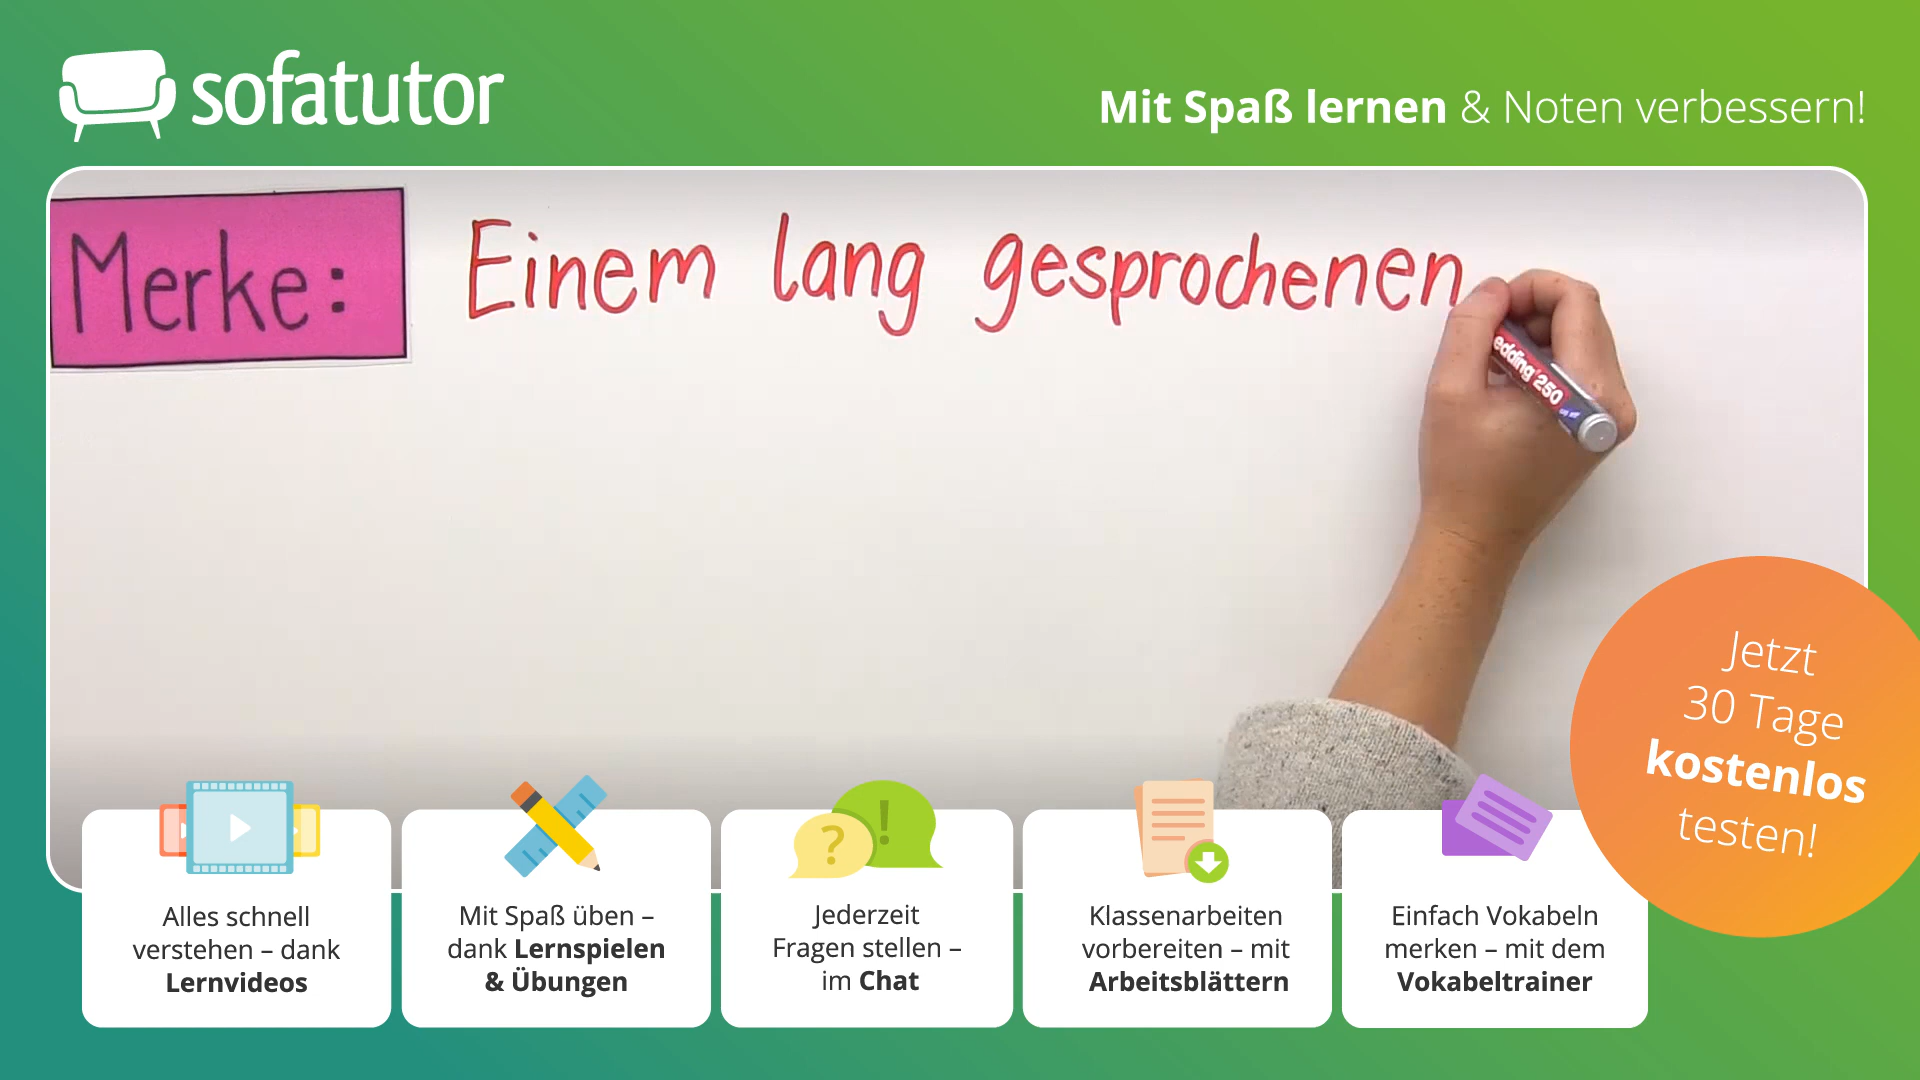 sofatutor
Mit Spaß lernen & Noten verbessern!
Merke: Einem lang gesprochenen
edding 250
Jetzt
30 Tage
kostenlos
testen!
Alles schnell
verstehen – dank
Lernvideos
Mit Spaß üben –
dank Lernspielen
& Übungen
? !
Jederzeit
Fragen stellen –
im Chat
Klassenarbeiten
vorbereiten – mit
Arbeitsblättern
Einfach Vokabeln
merken – mit dem
Vokabeltrainer